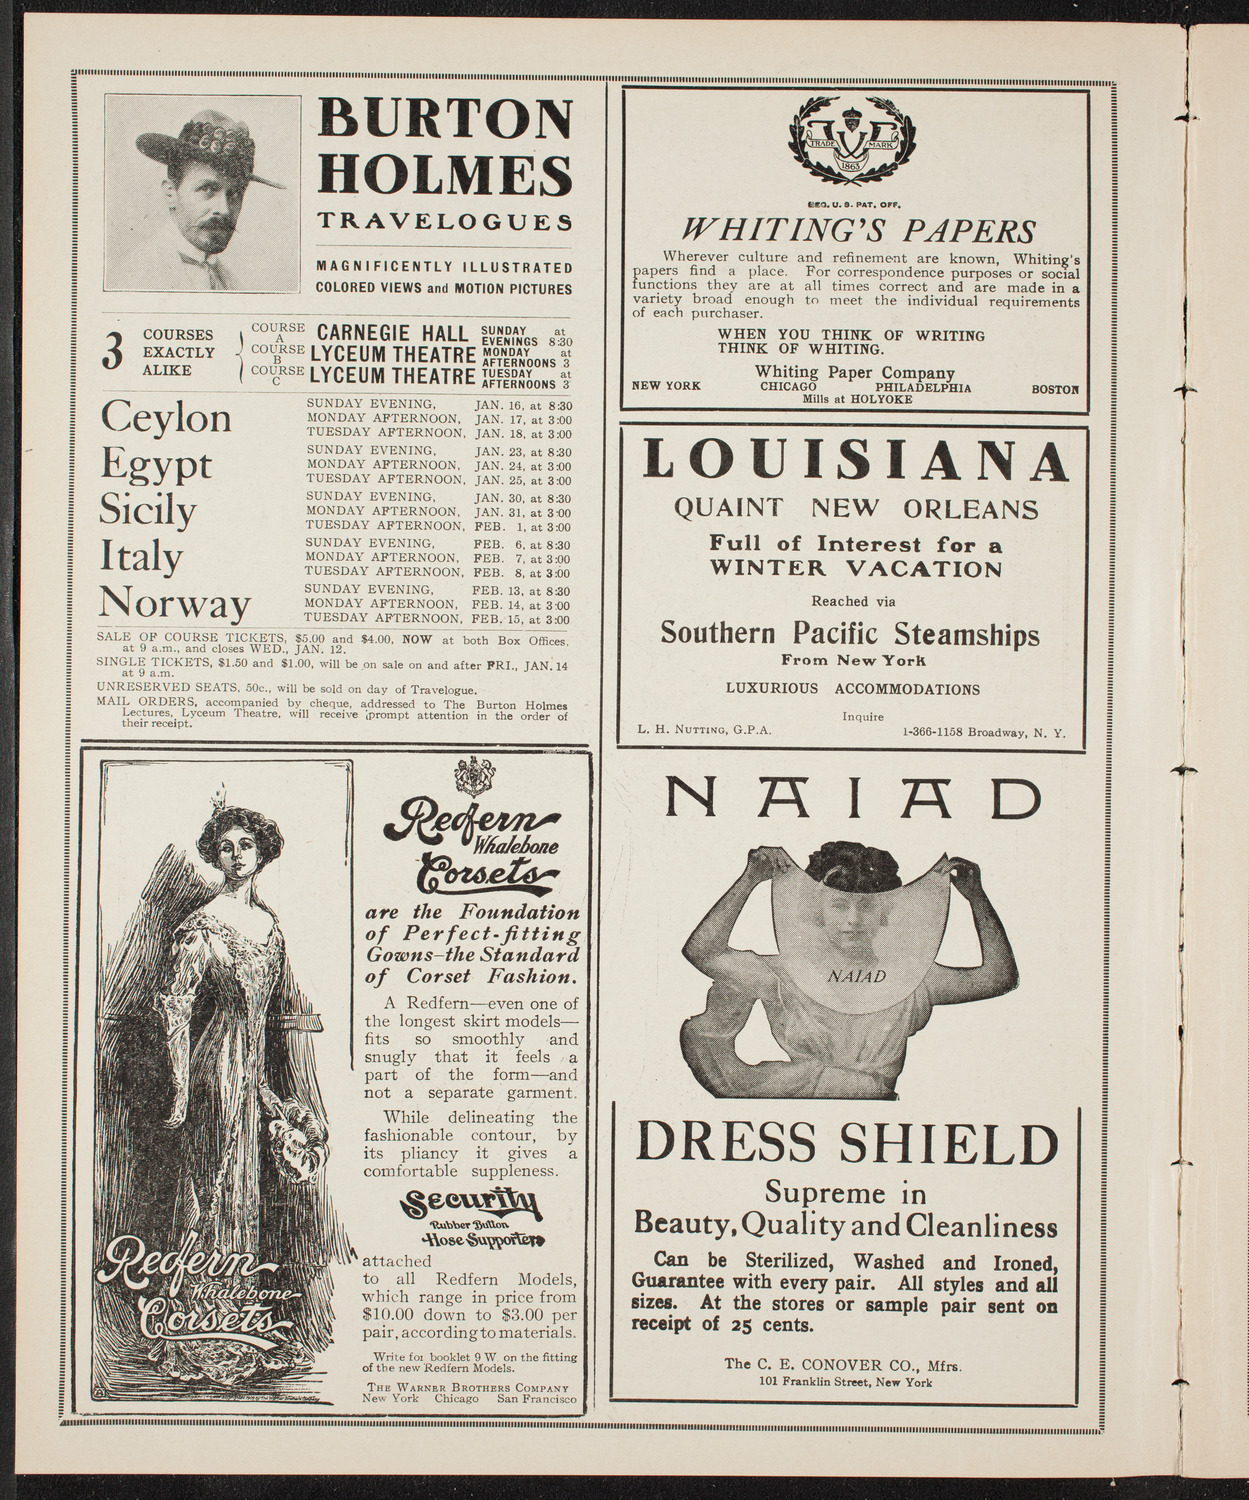 BURTON
HOLMES
TRAVELOGUES
MAGNIFICENTLY ILLUSTRATED
COLORED VIEWS and MOTION PICTURES
3 COURSES EXACTLY ALIKE
COURSE A CARNEGIE HALL SUNDAY EVENINGS at 8:30
COURSE B LYCEUM THEATRE MONDAY AFTERNOONS at 3
COURSE C LYCEUM THEATRE TUESDAY AFTERNOONS at 3
Ceylon
SUNDAY EVENING, JAN. 16, at 8:30
MONDAY AFTERNOON, JAN. 17, at 3:00
TUESDAY AFTERNOON, JAN. 18, at 3:00
Egypt
SUNDAY EVENING, JAN. 23, at 8:30
MONDAY AFTERNOON, JAN. 24, at 3:00
TUESDAY AFTERNOON, JAN. 25, at 3:00
Sicily
SUNDAY EVENING, JAN. 30, at 8:30
MONDAY AFTERNOON, JAN. 31, at 3:00
TUESDAY AFTERNOON, FEB. 1, at 3:00
Italy
SUNDAY EVENING, FEB. 6, at 8:30
MONDAY AFTERNOON, FEB. 7, at 3:00
TUESDAY AFTERNOON, FEB. 8, at 3:00
Norway
SUNDAY EVENING, FEB. 13, at 8:30
MONDAY AFTERNOON, FEB. 14, at 3:00
TUESDAY AFTERNOON, FEB. 15, at 3:00
SALE OF COURSE TICKETS, $5.00 and $4.00, NOW at both Box Offices,
at 9 a.m., and closes WED., JAN. 12.
SINGLE TICKETS, $1.50 and $1.00, will be on sale on and after FRI., JAN. 14
at 9 a.m.
UNRESERVED SEATS, 50c., will be sold on day of Travelogue.
MAIL ORDERS, accompanied by cheque, addressed to The Burton Holmes
Lectures, Lyceum Theatre, will receive prompt attention in the order of
their receipt.
Redfern
Whalebone
Corsets
are the Foundation
of Perfect-fitting
Gowns—the Standard
of Corset Fashion.
A Redfern—even one of
the longest skirt models—
fits so smoothly and
snugly that it feels a
part of the form—and
not a separate garment.
While delineating the
fashionable contour, by
its pliancy it gives a
comfortable suppleness.
Security
Rubber Button
Hose Supporters
attached
to all Redfern Models,
which range in price from
$10.00 down to $3.00 per
pair, according to materials.
Write for booklet 9 W on the fitting
of the new Redfern Models.
THE WARNER BROTHERS COMPANY
New York Chicago San Francisco
Redfern
Whalebone
Corsets
TRADE MARK
1865
REG. U. S. PAT. OFF.
WHITING'S PAPERS
Wherever culture and refinement are known, Whiting's
papers find a place. For correspondence purposes or social
functions they are at all times correct and are made in a
variety broad enough to meet the individual requirements
of each purchaser.
WHEN YOU THINK OF WRITING
THINK OF WHITING.
Whiting Paper Company
NEW YORK CHICAGO PHILADELPHIA BOSTON
Mills at HOLYOKE
LOUISIANA
QUAINT NEW ORLEANS
Full of Interest for a
WINTER VACATION
Reached via
Southern Pacific Steamships
From New York
LUXURIOUS ACCOMMODATIONS
Inquire
L. H. NUTTING, G.P.A. 1-366-1158 Broadway, N. Y.
NAIAD
NAIAD
DRESS SHIELD
Supreme in
Beauty, Quality and Cleanliness
Can be Sterilized, Washed and Ironed,
Guarantee with every pair. All styles and all
sizes. At the stores or sample pair sent on
receipt of 25 cents.
The C. E. CONOVER CO., Mfrs.
101 Franklin Street, New York